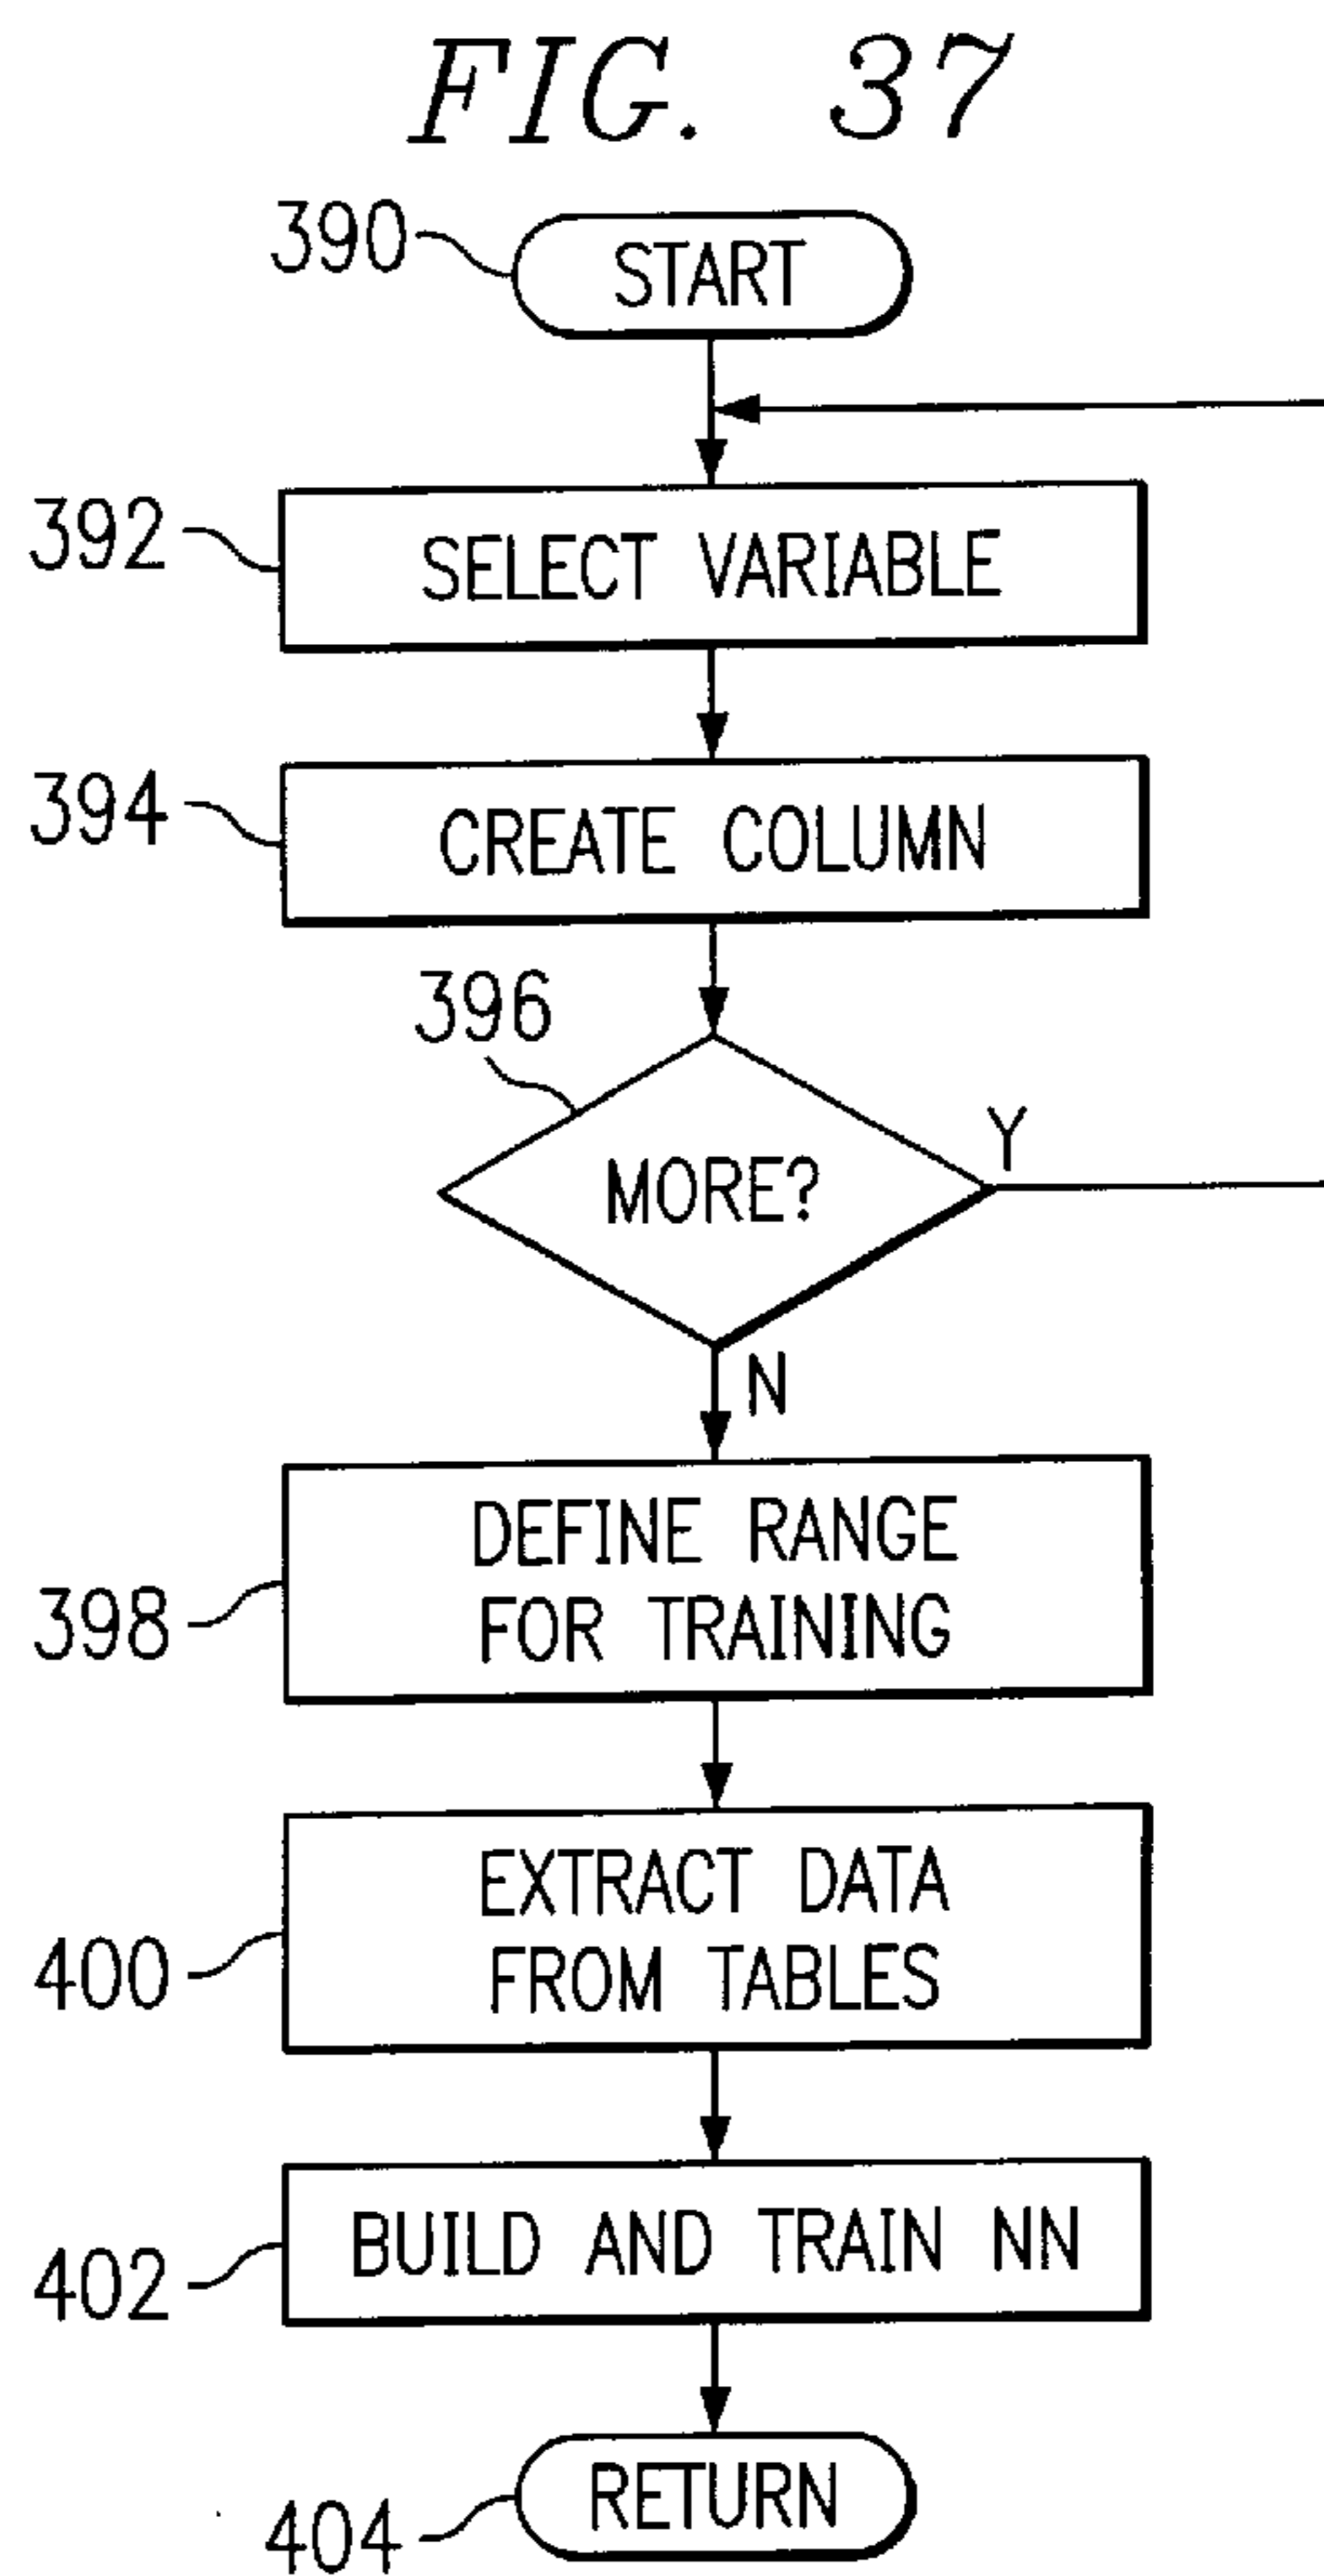 FIG. 37
390
START
392
SELECT VARIABLE
394
CREATE COLUMN
396
MORE?
Y
N
398
DEFINE RANGE
FOR TRAINING
400
EXTRACT DATA
FROM TABLES
402
BUILD AND TRAIN NN
404
RETURN